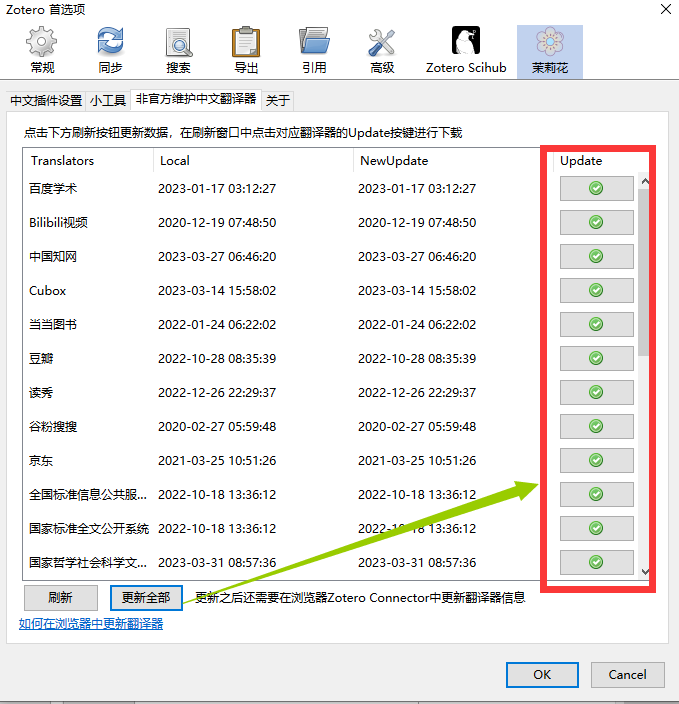 Zotero 首选项
常规 同步 搜索 导出 引用 高级 Zotero Scihub 茉莉花
中文插件设置 小工具 非官方维护中文翻译器 关于
点击下方刷新按钮更新数据，在刷新窗口中点击对应翻译器的Update按键进行下载
Translators Local NewUpdate Update
百度学术 2023-01-17 03:12:27 2023-01-17 03:12:27
Bilibili视频 2020-12-19 07:48:50 2020-12-19 07:48:50
中国知网 2023-03-27 06:46:20 2023-03-27 06:46:20
Cubox 2023-03-14 15:58:02 2023-03-14 15:58:02
当当图书 2022-01-24 06:22:02 2022-01-24 06:22:02
豆瓣 2022-10-28 08:35:39 2022-10-28 08:35:39
读秀 2022-12-26 22:29:37 2022-12-26 22:29:37
谷粉搜搜 2020-02-27 05:59:48 2020-02-27 05:59:48
京东 2021-03-25 10:51:26 2021-03-25 10:51:26
全国标准信息公共服... 2022-10-18 13:36:12 2022-10-18 13:36:12
国家标准全文公开系统 2022-10-18 13:36:12 2022-10-18 13:36:12
国家哲学社会科学文... 2023-03-31 08:57:36 2023-03-31 08:57:36
刷新 更新全部 更新之后还需要在浏览器Zotero Connector中更新翻译器信息
如何在浏览器中更新翻译器
OK Cancel